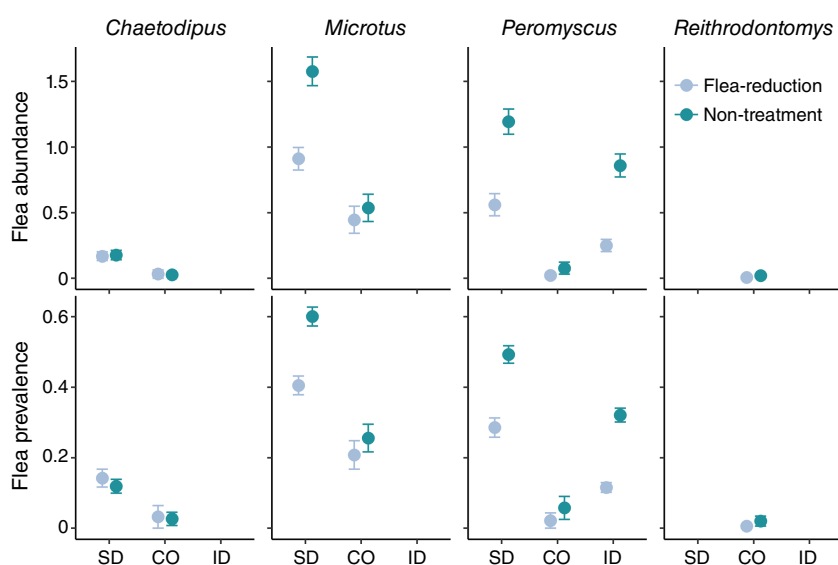 Chaetodipus Microtus Peromyscus Reithrodontomys
Flea abundance
1.5
1.0
0.5
0
Flea-reduction
Non-treatment
Flea prevalence
0.6
0.4
0.2
0
SD CO ID SD CO ID SD CO ID SD CO ID